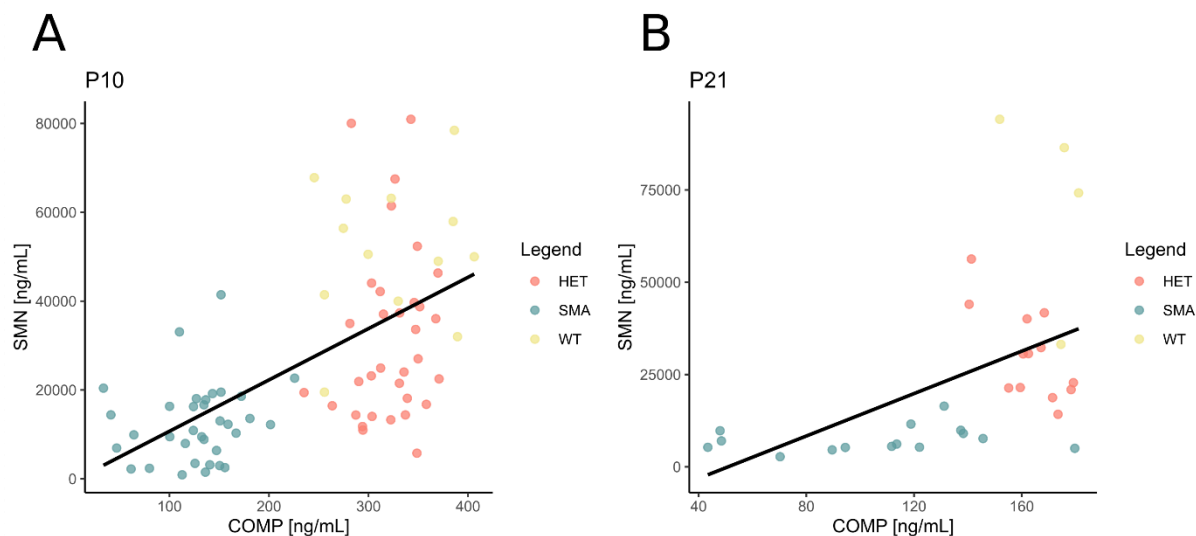 A
P10
SMN [ng/mL]
80000
60000
40000
20000
0
100
200
300
400
COMP [ng/mL]
Legend
HET
SMA
WT
B
P21
SMN [ng/mL]
75000
50000
25000
0
40
80
120
160
COMP [ng/mL]
Legend
HET
SMA
WT